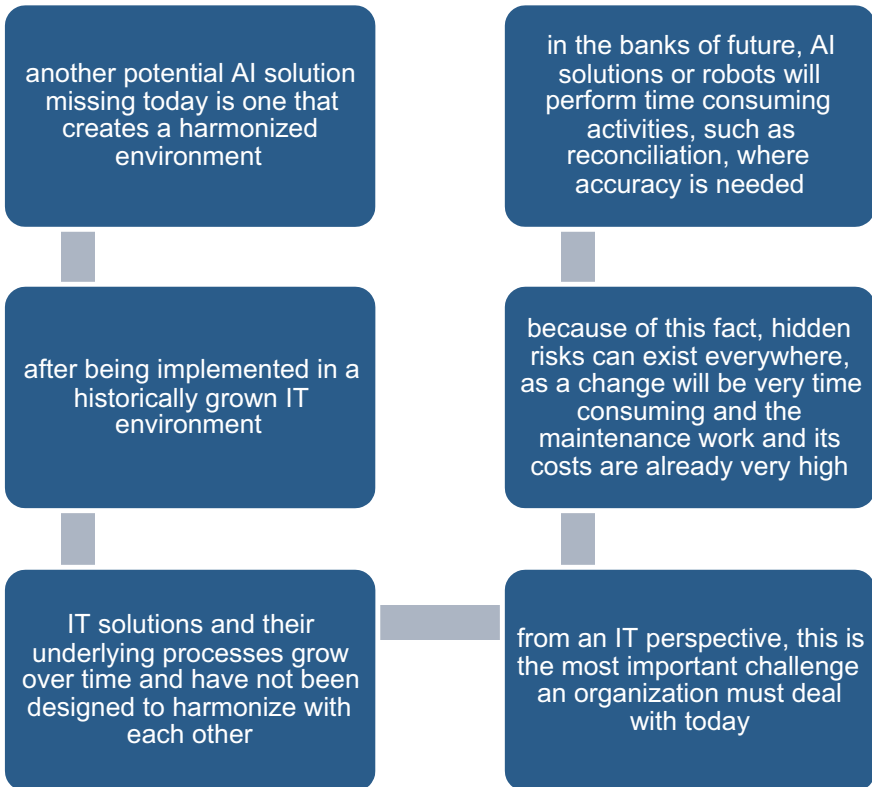 another potential AI solution
missing today is one that
creates a harmonized
environment
after being implemented in a
historically grown IT
environment
IT solutions and their
underlying processes grow
over time and have not been
designed to harmonize with
each other
from an IT perspective, this is
the most important challenge
an organization must deal
with today
because of this fact, hidden
risks can exist everywhere,
as a change will be very time
consuming and the
maintenance work and its
costs are already very high
in the banks of future, AI
solutions or robots will
perform time consuming
activities, such as
reconciliation, where
accuracy is needed